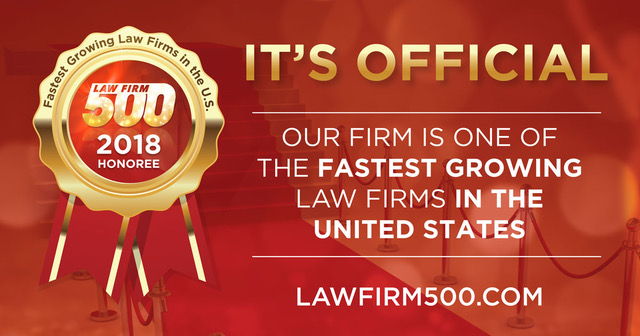 Fastest Growing Law Firms in the U.S.
LAW FIRM
500
2018
HONOREE
IT'S OFFICIAL
OUR FIRM IS ONE OF
THE FASTEST GROWING
LAW FIRMS IN THE
UNITED STATES
LAWFIRM500.COM